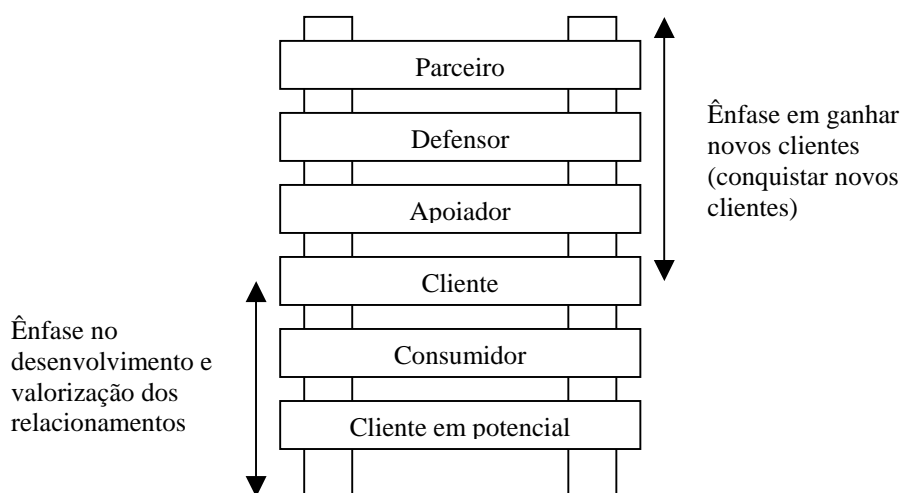 Parceiro
Defensor
Apoiador
Cliente
Consumidor
Cliente em potencial
Ênfase em ganhar
novos clientes
(conquistar novos
clientes)
Ênfase no
desenvolvimento e
valorização dos
relacionamentos